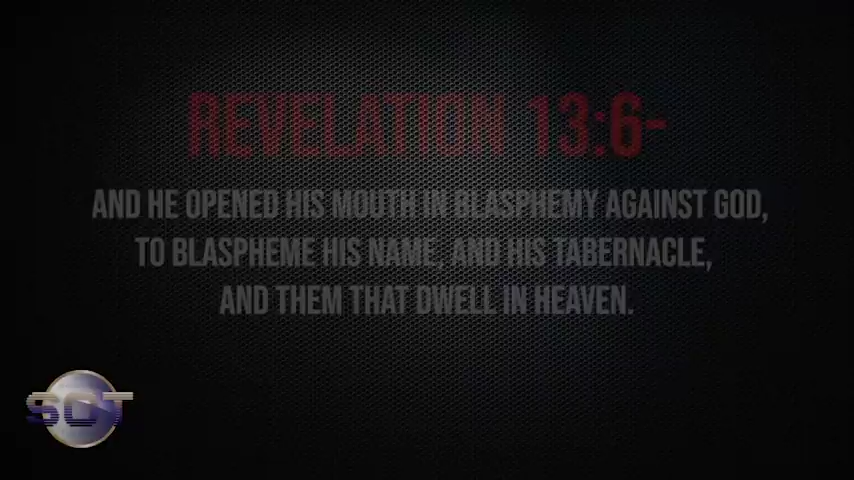 REVELATION 13:6-
AND HE OPENED HIS MOUTH IN BLASPHEMY AGAINST GOD,
TO BLASPHEME HIS NAME, AND HIS TABERNACLE,
AND THEM THAT DWELL IN HEAVEN.
SCT